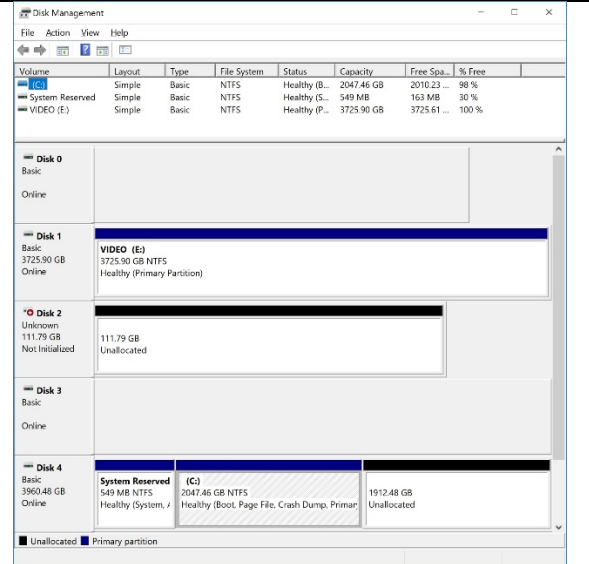 Disk Management
File Action View Help
Volume Layout Type File System Status Capacity Free Spa... % Free
(C:) Simple Basic NTFS Healthy (B... 2047.46 GB 2010.23 ... 98 %
System Reserved Simple Basic NTFS Healthy (S... 549 MB 163 MB 30 %
VIDEO (E:) Simple Basic NTFS Healthy (P... 3725.90 GB 3725.61 ... 100 %
Disk 0
Basic
Online
Disk 1
Basic
3725.90 GB
Online
VIDEO (E:)
3725.90 GB NTFS
Healthy (Primary Partition)
Disk 2
Unknown
111.79 GB
Not Initialized
111.79 GB
Unallocated
Disk 3
Basic
Online
Disk 4
Basic
3960.48 GB
Online
System Reserved
549 MB NTFS
Healthy (System, A
(C:)
2047.46 GB NTFS
Healthy (Boot, Page File, Crash Dump, Primar
1912.48 GB
Unallocated
Unallocated Primary partition